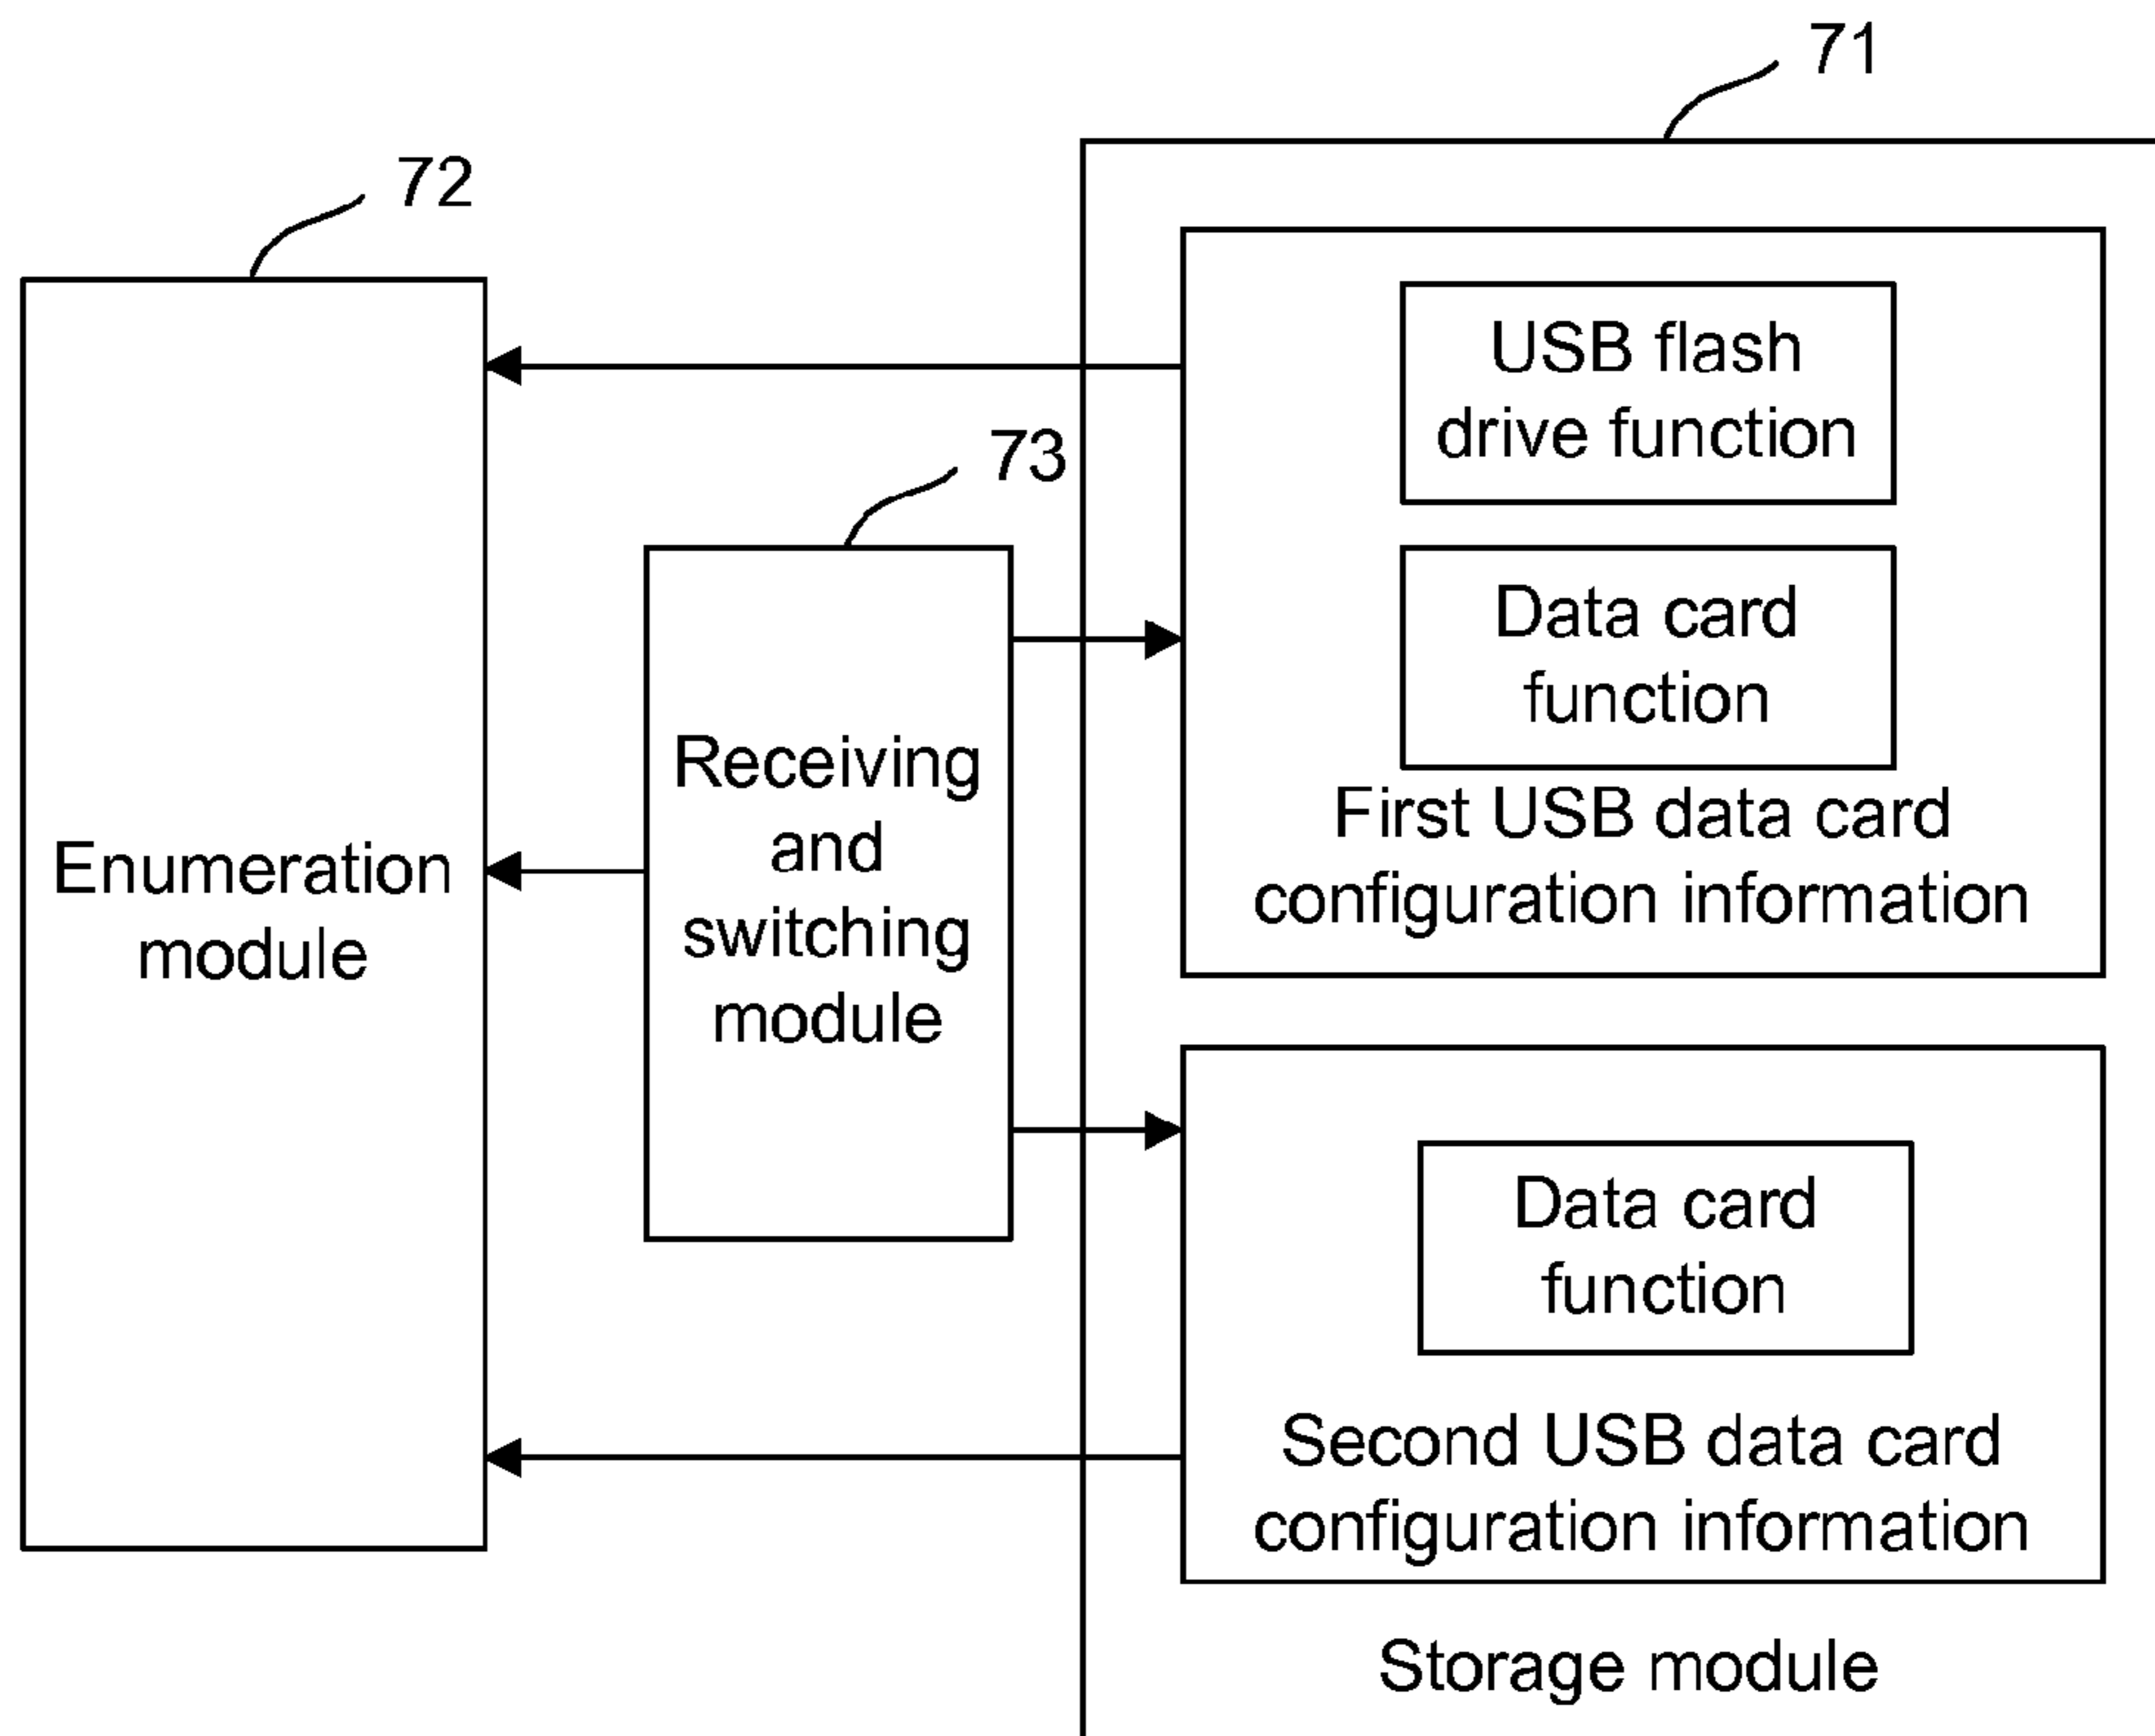 71
72
73
USB flash
drive function
Data card
function
First USB data card
configuration information
Receiving
and
switching
module
Enumeration
module
Data card
function
Second USB data card
configuration information
Storage module